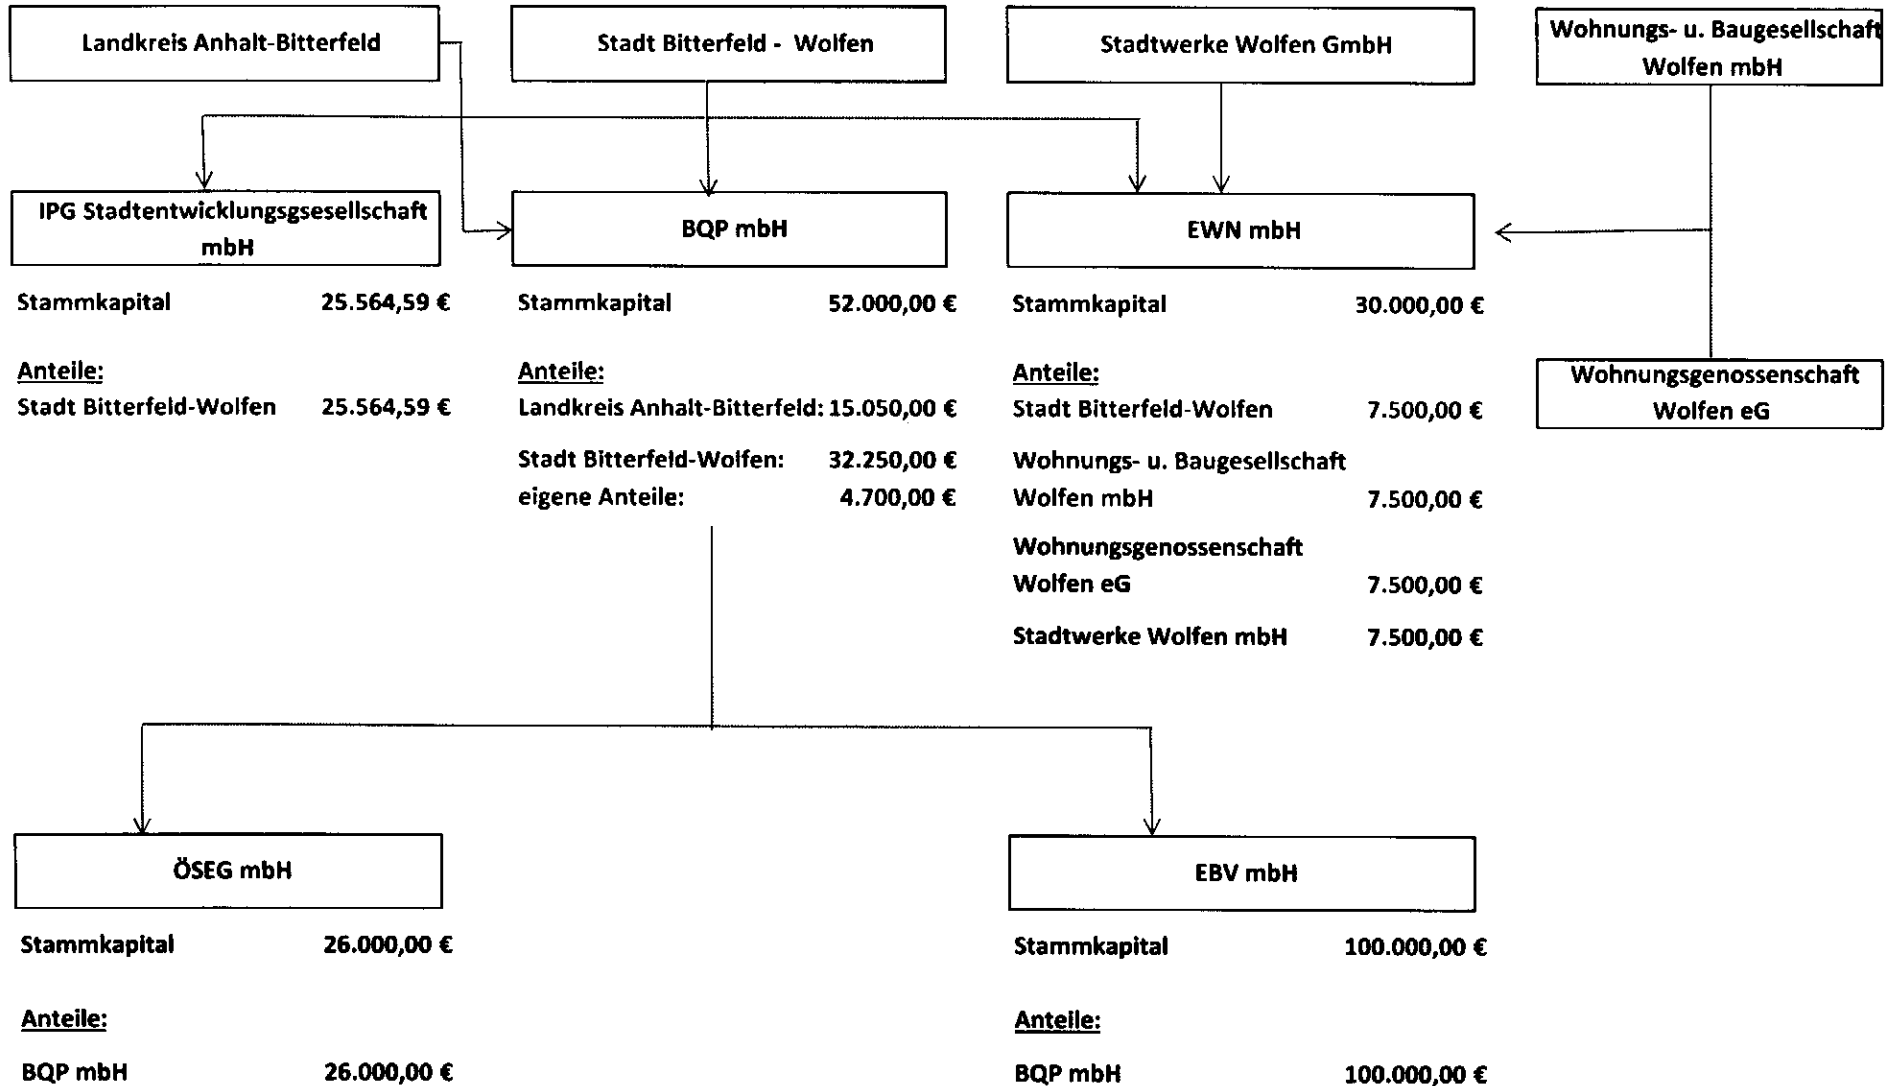 Landkreis Anhalt-Bitterfeld
Stadt Bitterfeld - Wolfen
Stadtwerke Wolfen GmbH
Wohnungs- u. Baugesellschaft
Wolfen mbH
IPG Stadtentwicklungsgsesellschaft
mbH
BQP mbH
EWN mbH
Stammkapital 25.564,59 €
Anteile:
Stadt Bitterfeld-Wolfen 25.564,59 €
Stammkapital 52.000,00 €
Anteile:
Landkreis Anhalt-Bitterfeld: 15.050,00 €
Stadt Bitterfeld-Wolfen: 32.250,00 €
eigene Anteile: 4.700,00 €
Stammkapital 30.000,00 €
Anteile:
Stadt Bitterfeld-Wolfen 7.500,00 €
Wohnungs- u. Baugesellschaft
Wolfen mbH 7.500,00 €
Wohnungsgenossenschaft
Wolfen eG 7.500,00 €
Stadtwerke Wolfen mbH 7.500,00 €
Wohnungsgenossenschaft
Wolfen eG
ÖSEG mbH
Stammkapital 26.000,00 €
Anteile:
BQP mbH 26.000,00 €
EBV mbH
Stammkapital 100.000,00 €
Anteile:
BQP mbH 100.000,00 €